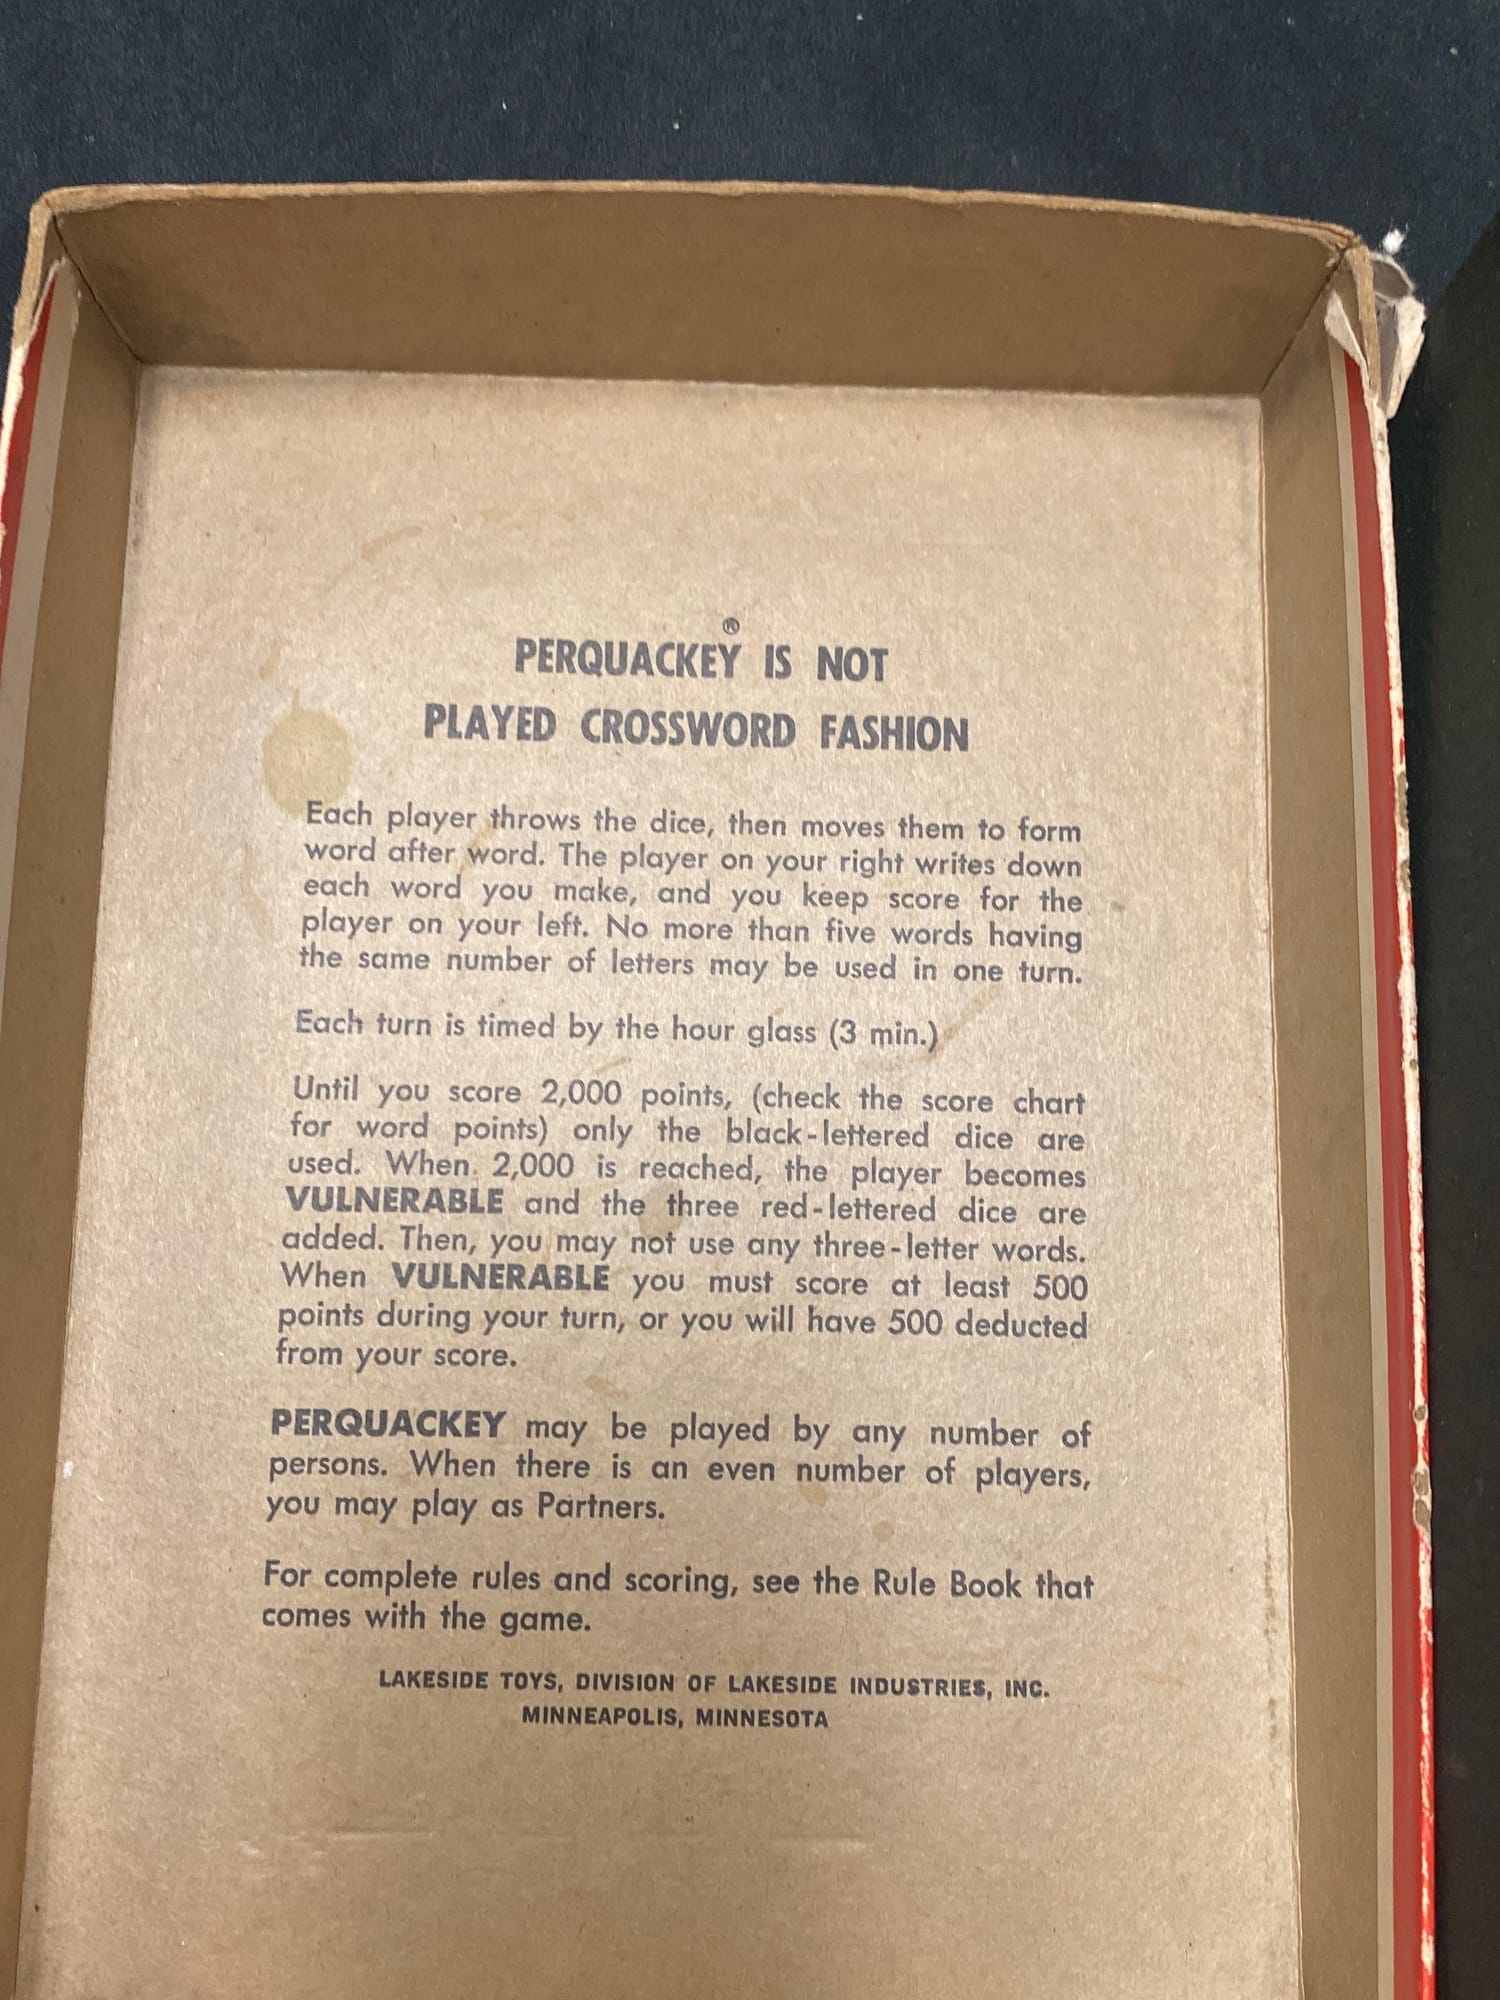 PERQUACKEY® IS NOT
PLAYED CROSSWORD FASHION
Each player throws the dice, then moves them to form
word after word. The player on your right writes down
each word you make, and you keep score for the
player on your left. No more than five words having
the same number of letters may be used in one turn.
Each turn is timed by the hour glass (3 min.)
Until you score 2,000 points, (check the score chart
for word points) only the black-lettered dice are
used. When 2,000 is reached, the player becomes
VULNERABLE and the three red-lettered dice are
added. Then, you may not use any three-letter words.
When VULNERABLE you must score at least 500
points during your turn, or you will have 500 deducted
from your score.
PERQUACKEY may be played by any number of
persons. When there is an even number of players,
you may play as Partners.
For complete rules and scoring, see the Rule Book that
comes with the game.
LAKESIDE TOYS, DIVISION OF LAKESIDE INDUSTRIES, INC.
MINNEAPOLIS, MINNESOTA